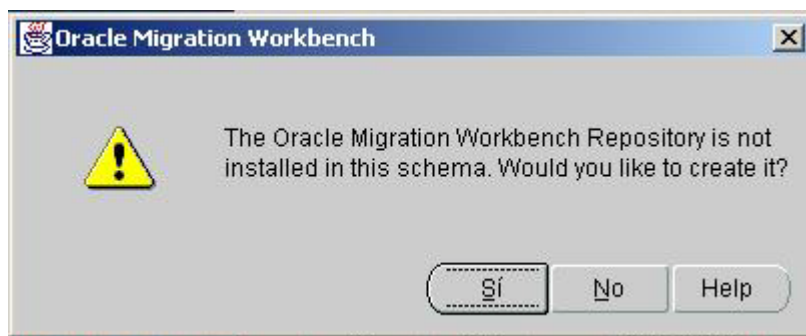 Oracle Migration Workbench
The Oracle Migration Workbench Repository is not
installed in this schema. Would you like to create it?
Sí No Help